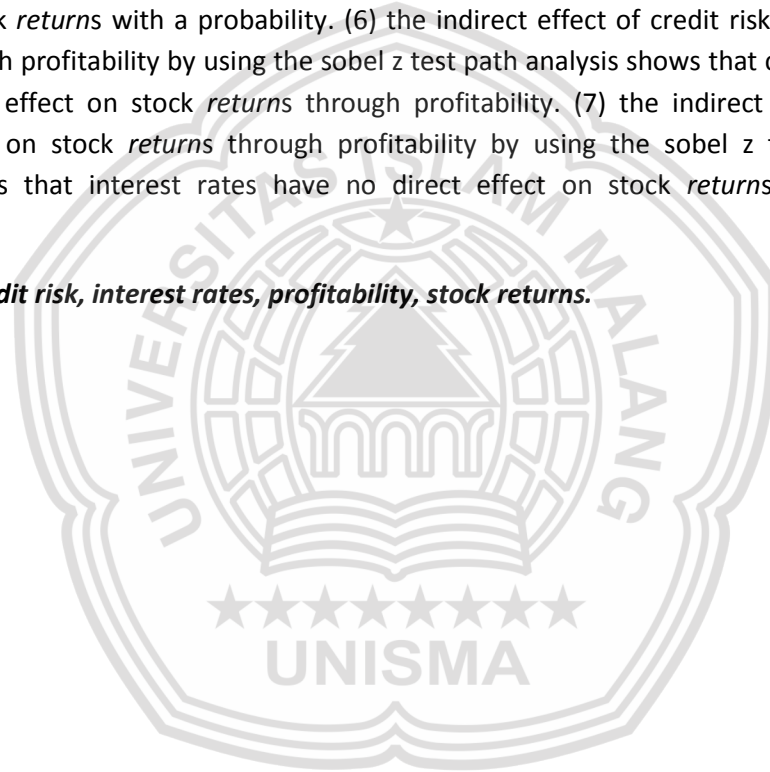 k returns with a probability. (6) the indirect effect of credit risk
h profitability by using the sobel z test path analysis shows that
effect on stock returns through profitability. (7) the indirect
on stock returns through profitability by using the sobel z
s that interest rates have no direct effect on stock returns
dit risk, interest rates, profitability, stock returns.
UNIVERSITAS ISLAM MALANG
UNISMA